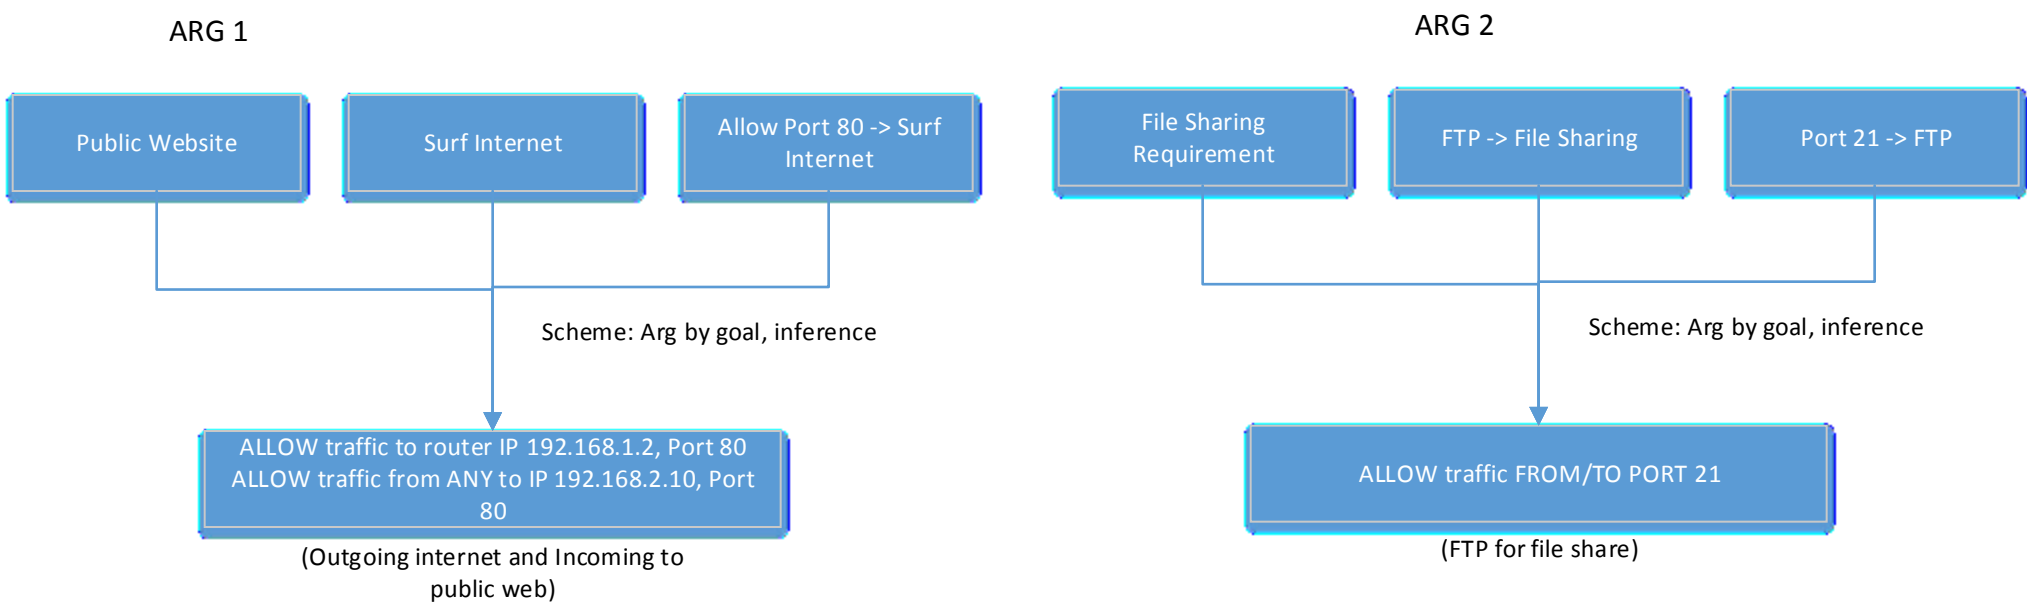 ARG 1
Public Website
Surf Internet
Allow Port 80 -> Surf
Internet
Scheme: Arg by goal, inference
ALLOW traffic to router IP 192.168.1.2, Port 80
ALLOW traffic from ANY to IP 192.168.2.10, Port
80
(Outgoing internet and Incoming to
public web)
ARG 2
File Sharing
Requirement
FTP -> File Sharing
Port 21 -> FTP
Scheme: Arg by goal, inference
ALLOW traffic FROM/TO PORT 21
(FTP for file share)